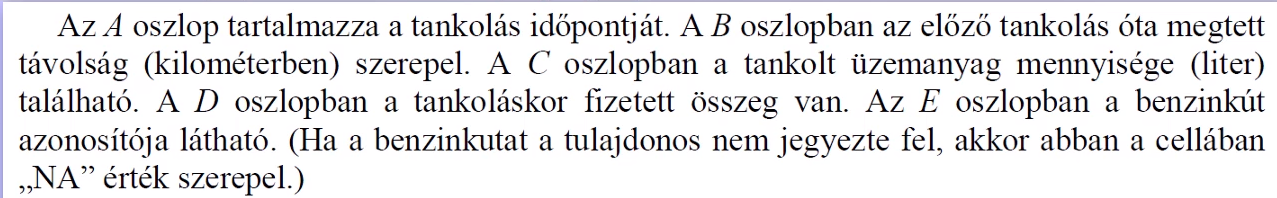 Az A oszlop tartalmazza a tankolás időpontját. A B oszlopban az előző tankolás óta megtett
távolság (kilométerben) szerepel. A C oszlopban a tankolt üzemanyag mennyisége (liter)
található. A D oszlopban a tankoláskor fizetett összeg van. Az E oszlopban a benzinkút
azonosítója látható. (Ha a benzinkutat a tulajdonos nem jegyezte fel, akkor abban a cellában
„NA” érték szerepel.)